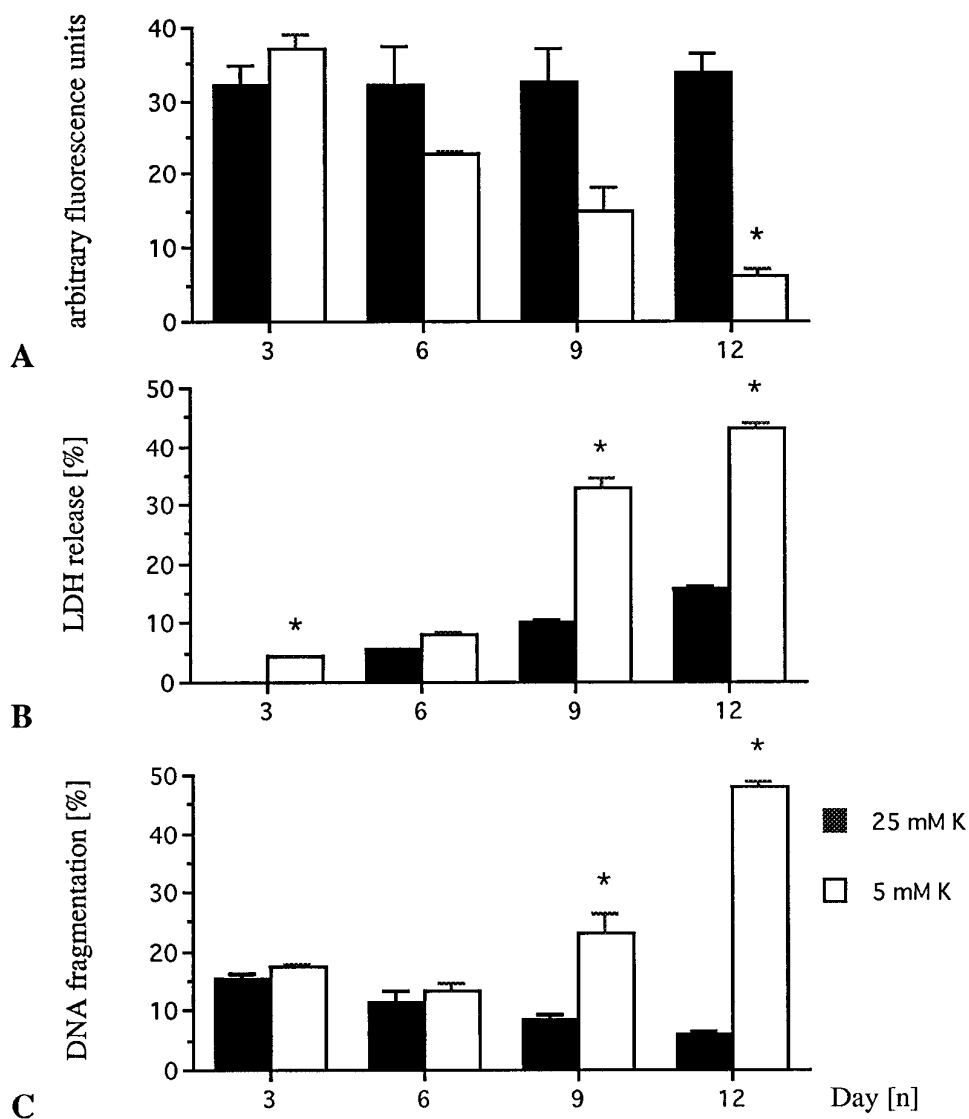 arbitrary fluorescence units
40
30
20
10
0
*
3 6 9 12
A
LDH release [%]
50
40
30
20
10
0
* * *
3 6 9 12
B
DNA fragmentation [%]
50
40
30
20
10
0
* *
25 mM K
5 mM K
3 6 9 12 Day [n]
C